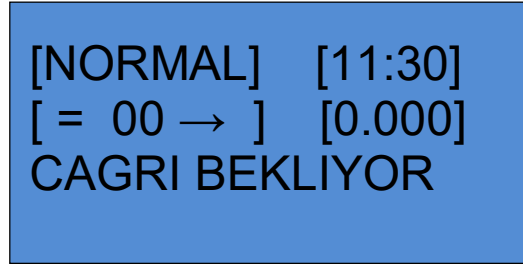 [NORMAL] [11:30]
[ = 00 → ] [0.000]
CAGRI BEKLIYOR